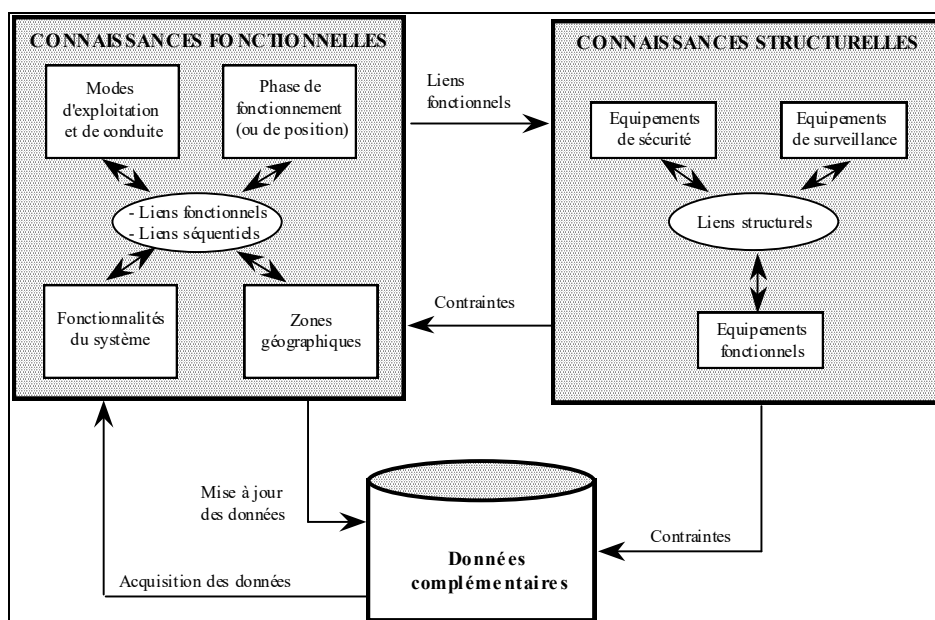 CONNAISSANCES FONCTIONNELLES
Modes
d'exploitation
et de conduite
Phase de
fonctionnement
(ou de position)
- Liens fonctionnels
- Liens séquentiels
Fonctionnalités
du système
Zones
géographiques
Liens
fonctionnels
Contraintes
CONNAISSANCES STRUCTURELLES
Equipements
de sécurité
Equipements
de surveillance
Liens structurels
Equipements
fonctionnels
Mise à jour
des données
Acquisition des données
Données
complémentaires
Contraintes